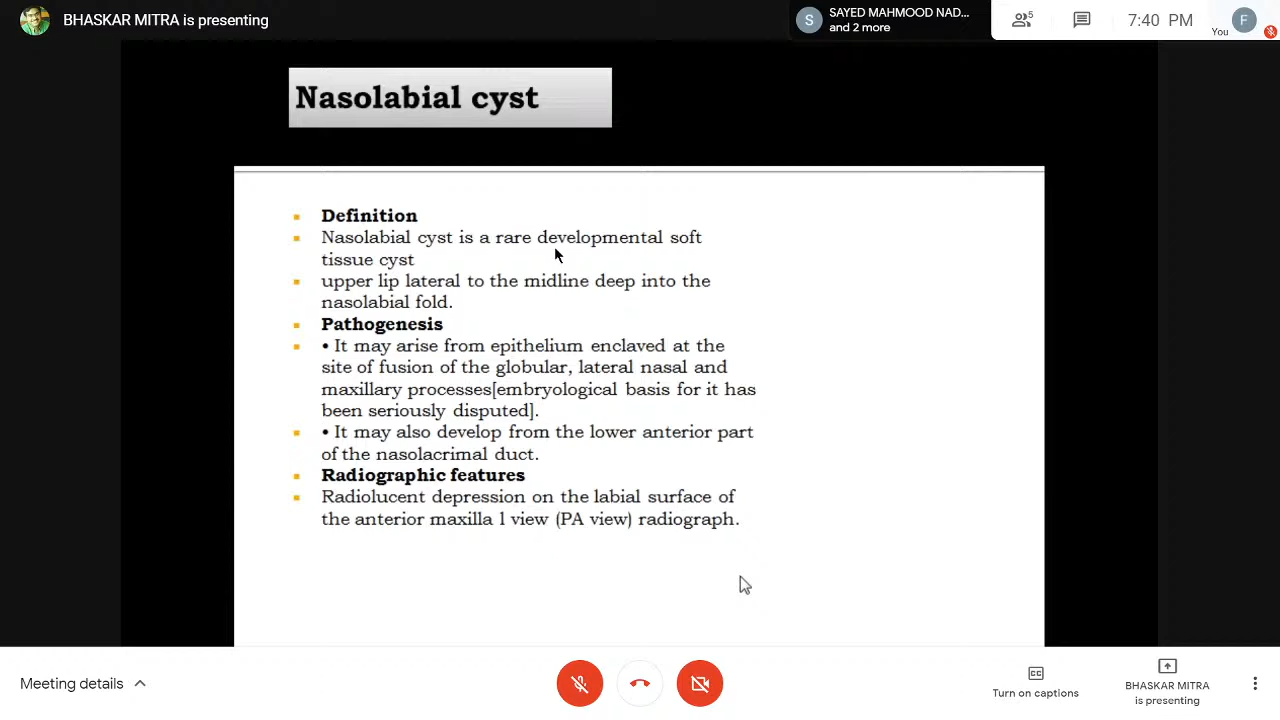 BHASKAR MITRA is presenting
S
SAYED MAHMOOD NAD...
and 2 more
5
7:40 PM
You
F
Nasolabial cyst
Definition
Nasolabial cyst is a rare developmental soft
tissue cyst
upper lip lateral to the midline deep into the
nasolabial fold.
Pathogenesis
• It may arise from epithelium enclaved at the
site of fusion of the globular, lateral nasal and
maxillary processes[embryological basis for it has
been seriously disputed].
• It may also develop from the lower anterior part
of the nasolacrimal duct.
Radiographic features
Radiolucent depression on the labial surface of
the anterior maxilla l view (PA view) radiograph.
Meeting details
CC
Turn on captions
BHASKAR MITRA
is presenting